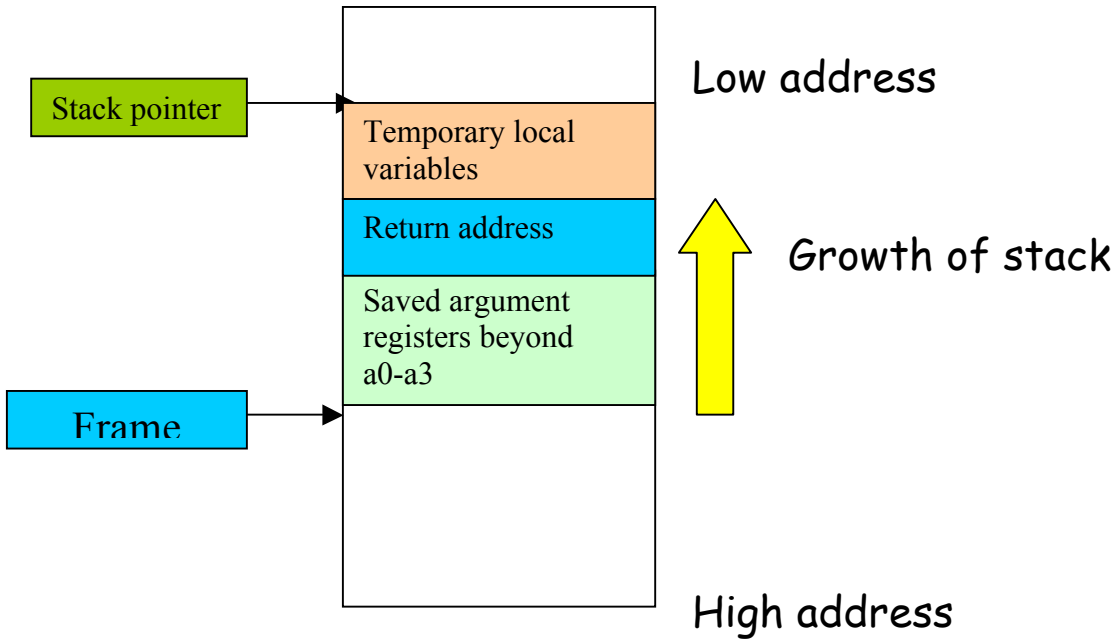 Low address
Stack pointer
Temporary local
variables
Return address
Growth of stack
Saved argument
registers beyond
a0-a3
Frame
High address